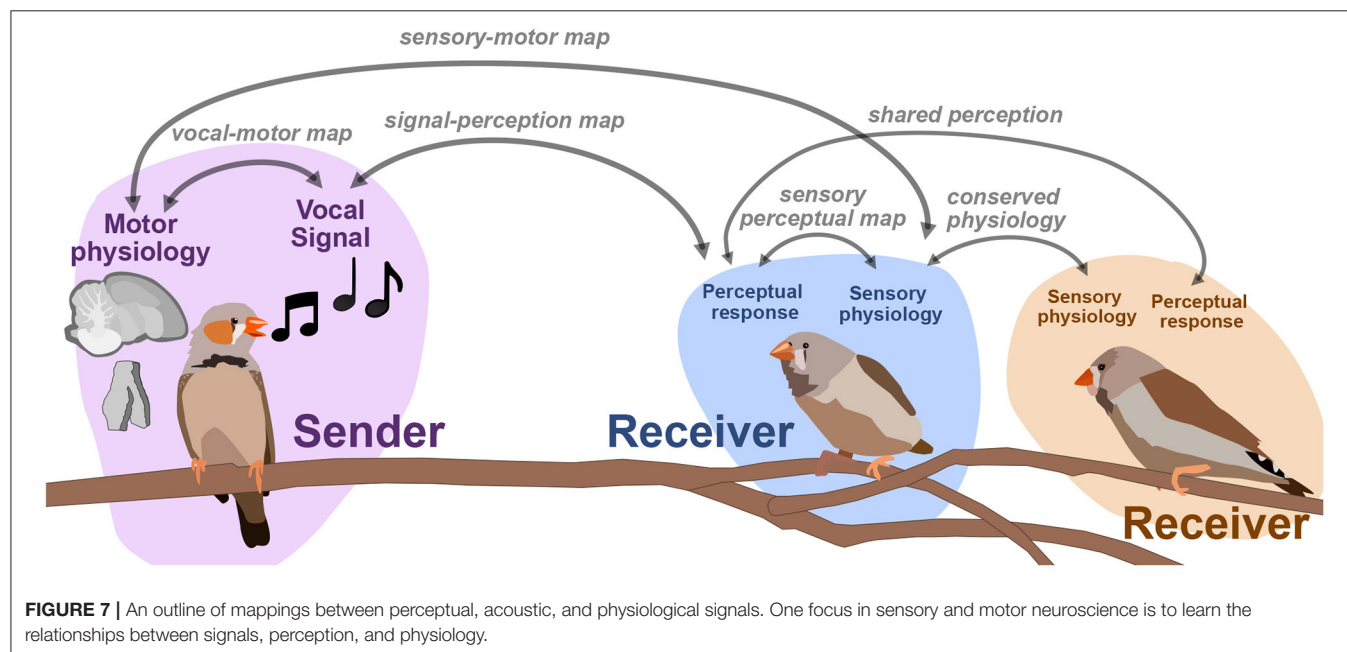 sensory-motor map
vocal-motor map
signal-perception map
shared perception
sensory
perceptual map
conserved
physiology
Motor
physiology
Vocal
Signal
Perceptual
response
Sensory
physiology
Sensory
physiology
Perceptual
response
Sender
Receiver
Receiver
FIGURE 7 | An outline of mappings between perceptual, acoustic, and physiological signals. One focus in sensory and motor neuroscience is to learn the
relationships between signals, perception, and physiology.